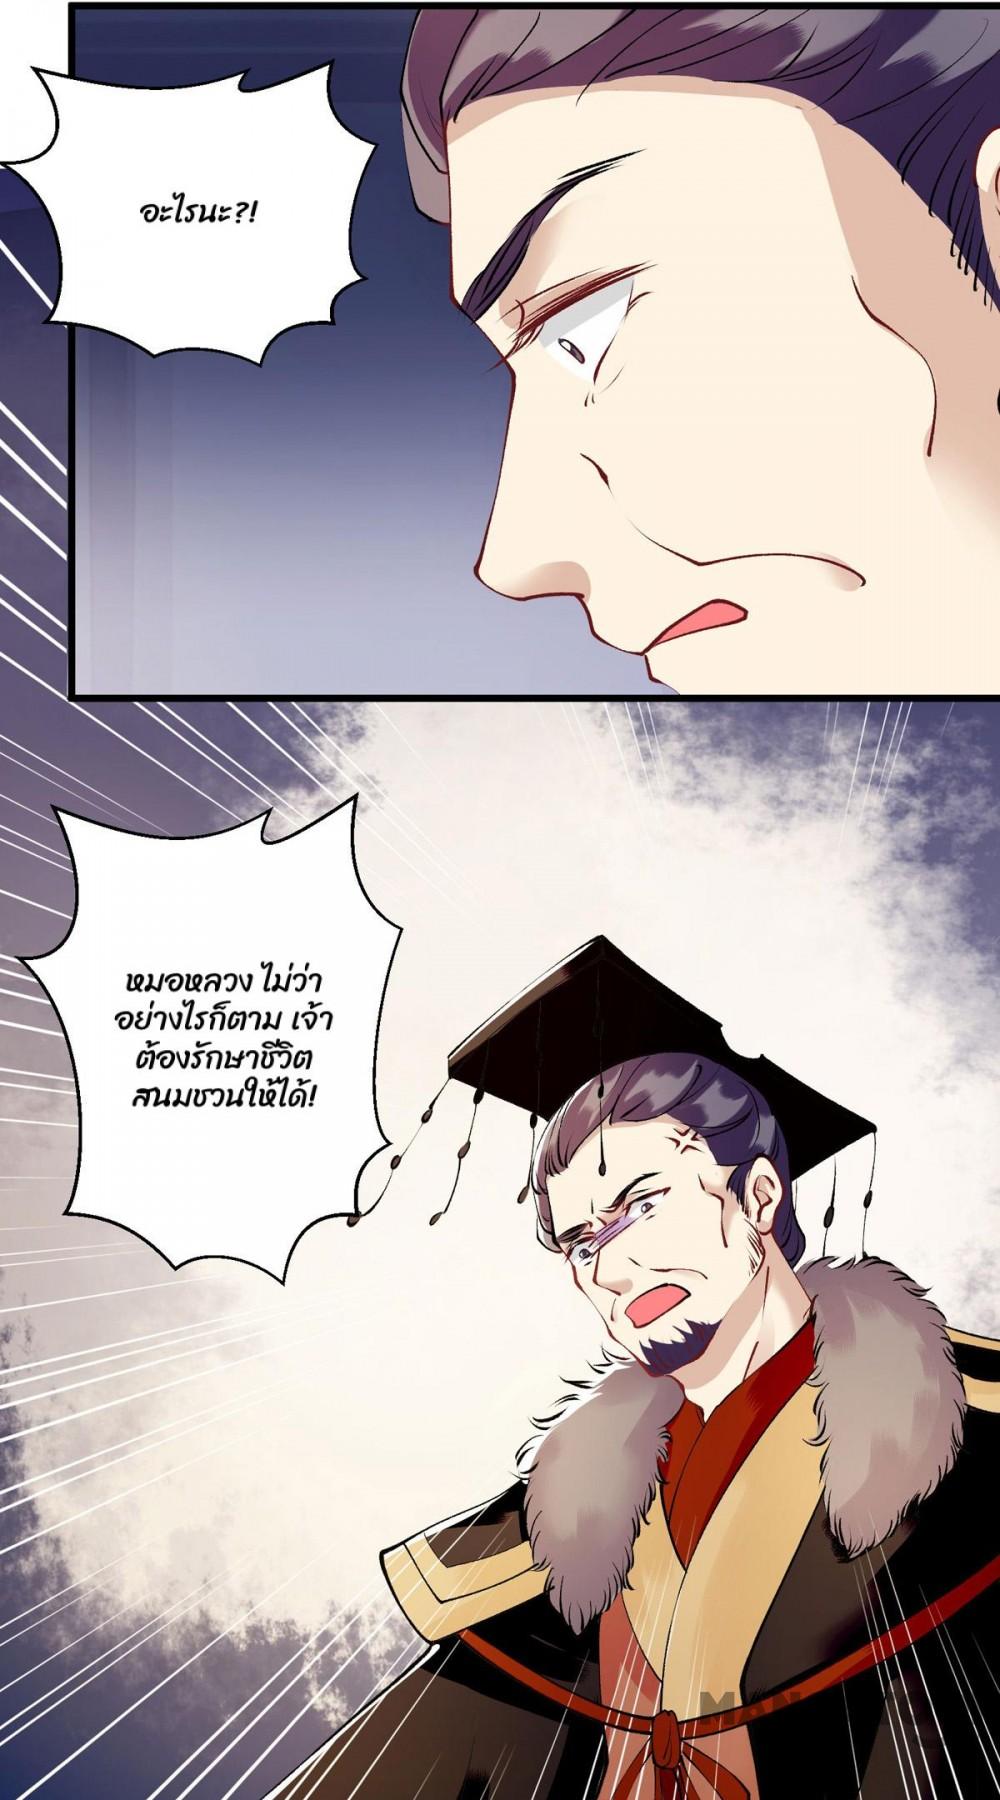 อะไรนะ?!
หมอหลวง ไม่ว่า
อย่างไรก็ตาม เจ้า
ต้องรักษาชีวิต
สนมชวนให้ได้!